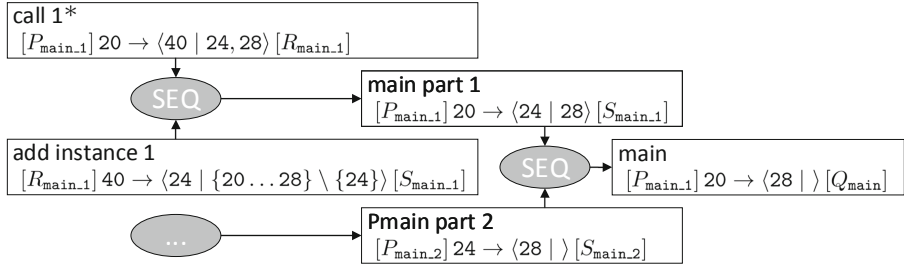 call 1*
[P_main_1] 20 → ⟨40 | 24, 28⟩ [R_main_1]
SEQ
main part 1
[P_main_1] 20 → ⟨24 | 28⟩ [S_main_1]
add instance 1
[R_main_1] 40 → ⟨24 | {20 … 28} \ {24}⟩ [S_main_1]
SEQ
main
[P_main_1] 20 → ⟨28 | ⟩ [Q_main]
...
Pmain part 2
[P_main_2] 24 → ⟨28 | ⟩ [S_main_2]